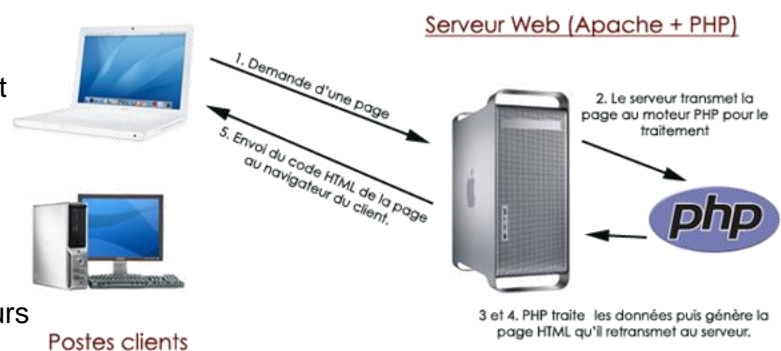 Serveur Web (Apache + PHP)
t
1. Demande d'une page
2. Le serveur transmet la
page au moteur PHP pour le
traitement
5. Envoi du code HTML de la page
au navigateur du client.
php
urs
3 et 4. PHP traite les données puis génère la
page HTML qu'il retransmet au serveur.
Postes clients